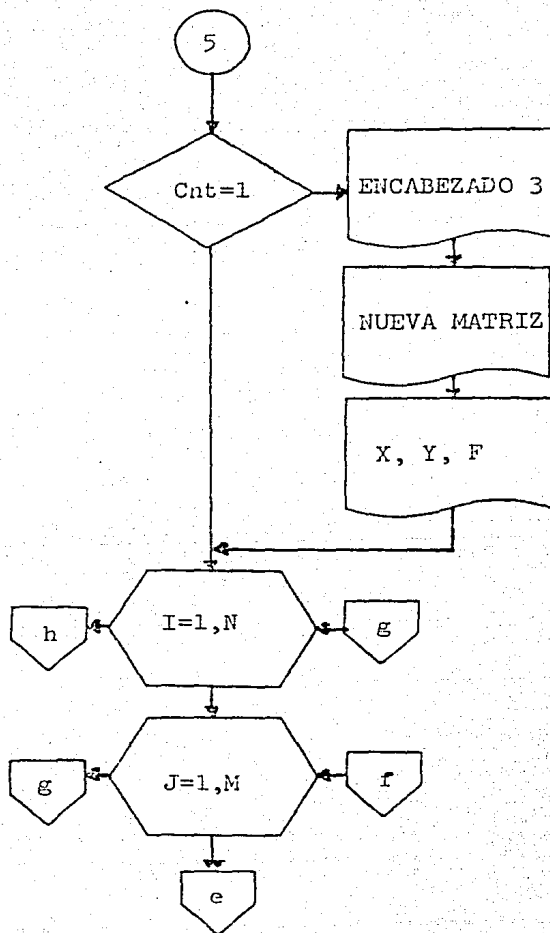 5
Cnt=1
ENCABEZADO 3
NUEVA MATRIZ
X, Y, F
I=1,N
h
g
J=1,M
g
f
e